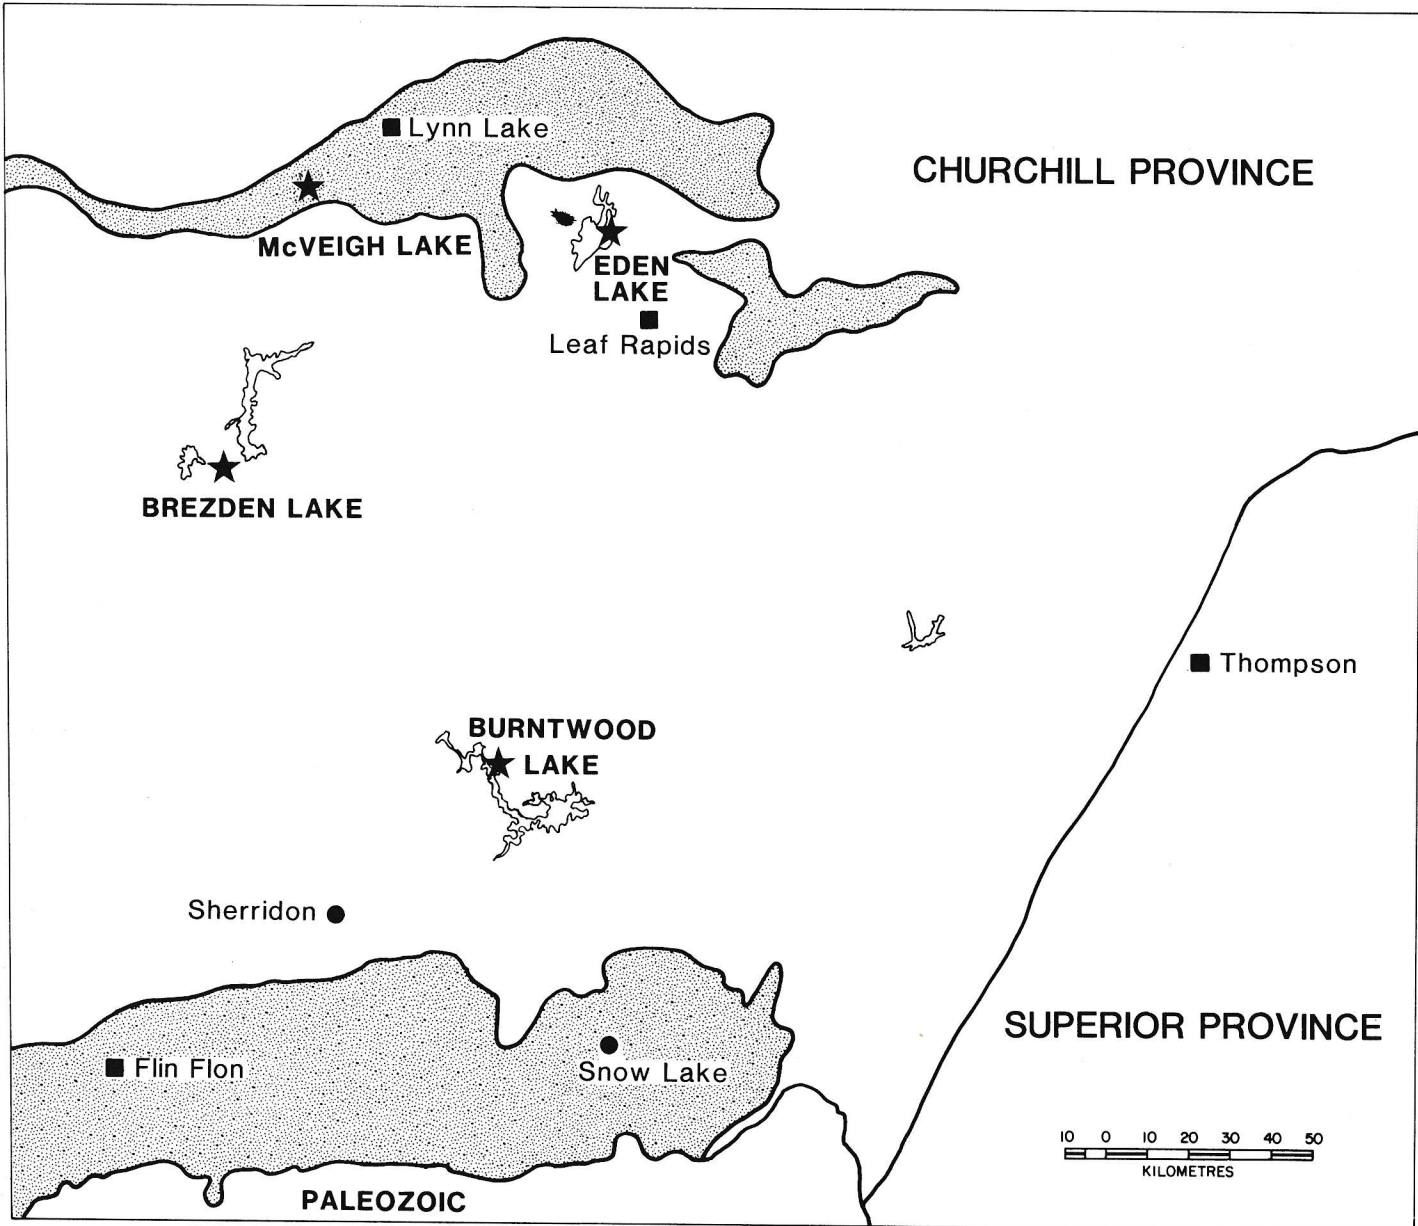 Lynn Lake
CHURCHILL PROVINCE
McVEIGH LAKE
EDEN
LAKE
Leaf Rapids
BREZDEN LAKE
Thompson
BURNTWOOD
LAKE
Sherridon
SUPERIOR PROVINCE
Flin Flon
Snow Lake
10 0 10 20 30 40 50
KILOMETRES
PALEOZOIC